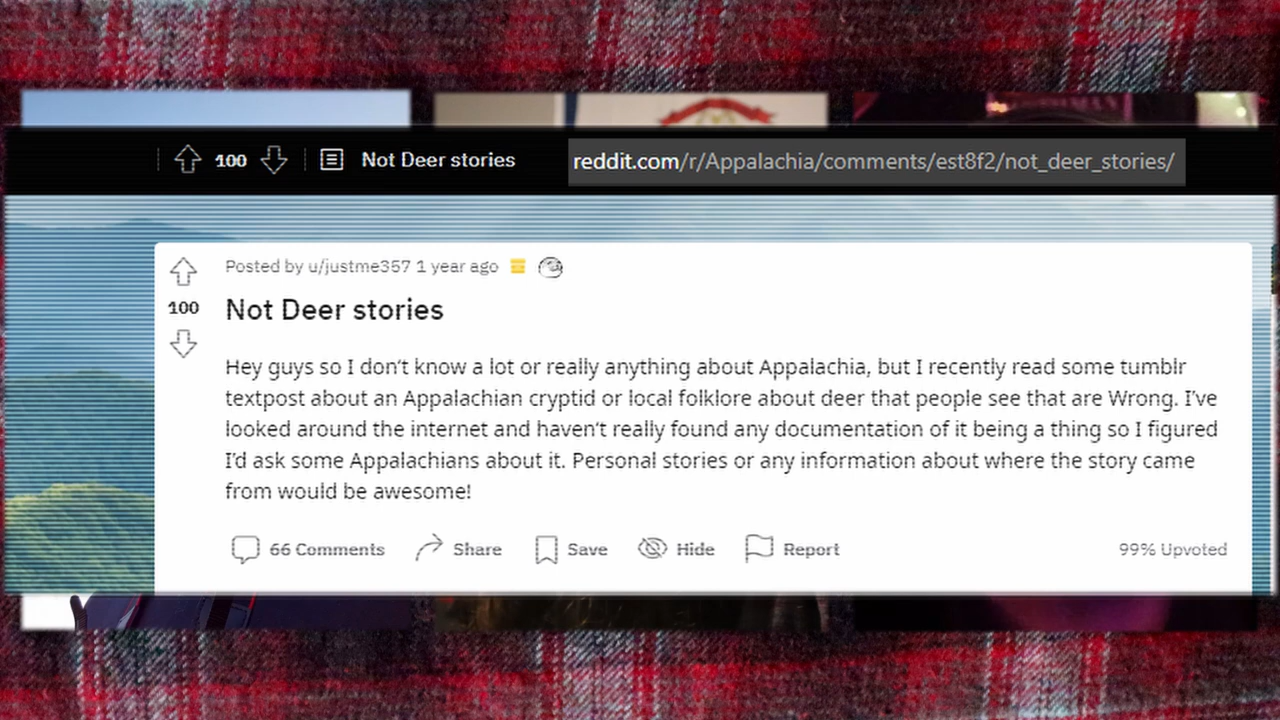 100 Not Deer stories reddit.com/r/Appalachia/comments/est8f2/not_deer_stories/
Posted by u/justme357 1 year ago
100
Not Deer stories
Hey guys so I don’t know a lot or really anything about Appalachia, but I recently read some tumblr
textpost about an Appalachian cryptid or local folklore about deer that people see that are Wrong. I’ve
looked around the internet and haven’t really found any documentation of it being a thing so I figured
I’d ask some Appalachians about it. Personal stories or any information about where the story came
from would be awesome!
66 Comments Share Save Hide Report 99% Upvoted